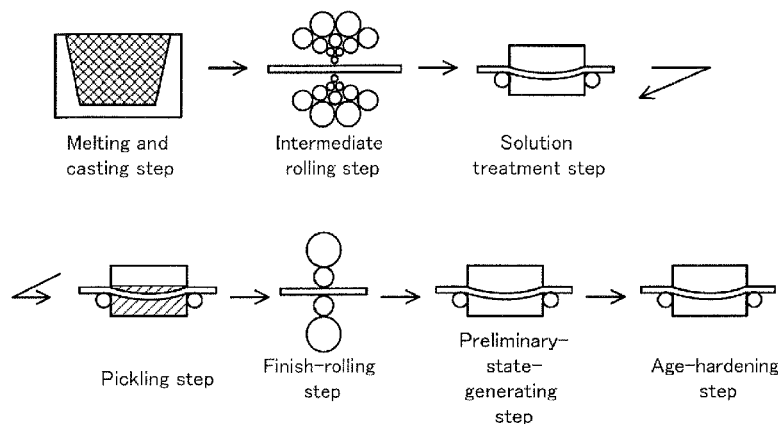 Melting and
casting step
Intermediate
rolling step
Solution
treatment step
Pickling step
Finish-rolling
step
Preliminary-
state-
generating
step
Age-hardening
step